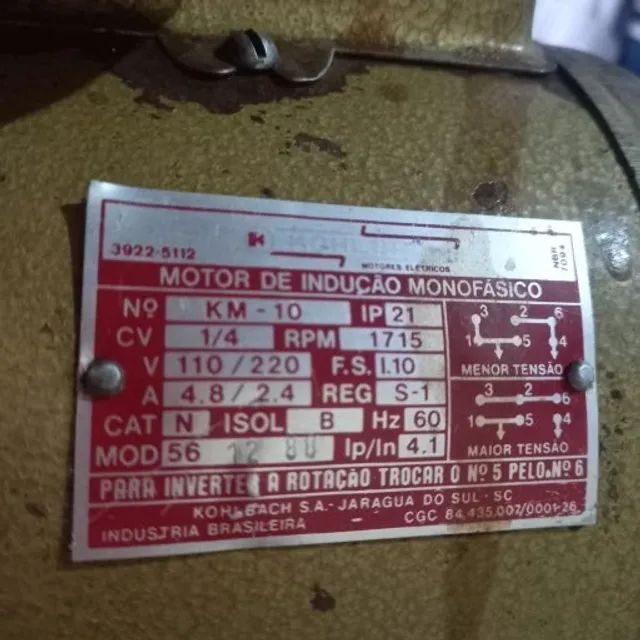 3922-5112
MOTORES ELÉTRICOS
NBR 7094
MOTOR DE INDUÇÃO MONOFÁSICO
Nº KM-10 IP 21
CV 1/4 RPM 1715
V 110/220 F.S. 1.10
A 4.8/2.4 REG S-1
CAT N ISOL B Hz 60
MOD 56 12 80 Ip/In 4.1
3 2 6
1 5 4
MENOR TENSÃO
3 2 6
1 5 4
MAIOR TENSÃO
PARA INVERTER A ROTAÇÃO TROCAR O Nº 5 PELO Nº 6
KOHLBACH S.A.- JARAGUA DO SUL - SC
INDUSTRIA BRASILEIRA - CGC 84.435.007/0001-26